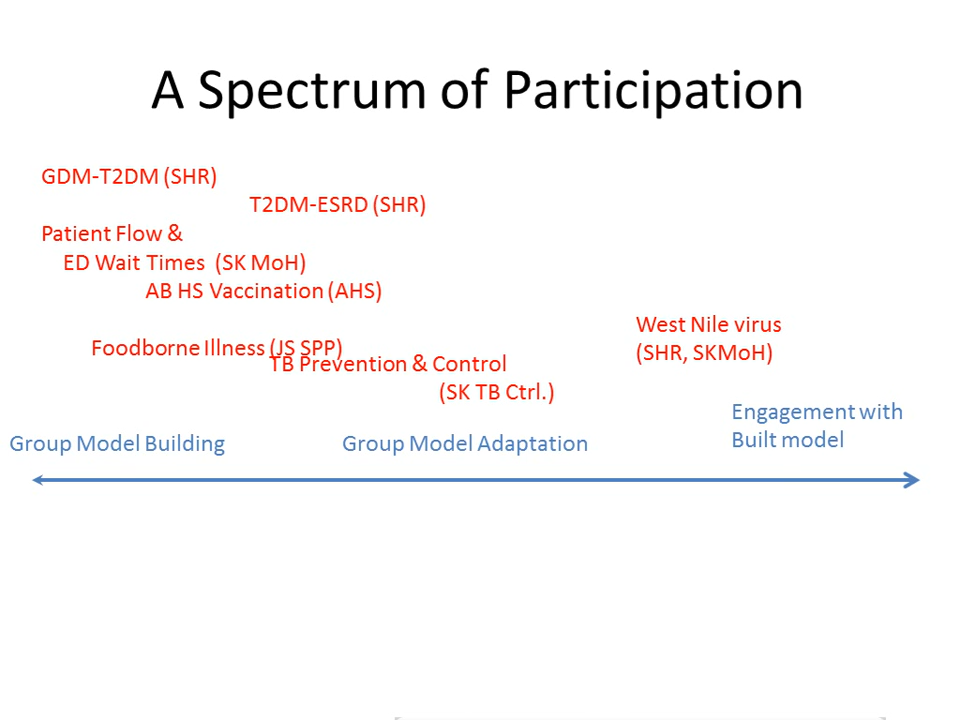 A Spectrum of Participation
GDM-T2DM (SHR)
T2DM-ESRD (SHR)
Patient Flow &
ED Wait Times (SK MoH)
AB HS Vaccination (AHS)
West Nile virus
(SHR, SKMoH)
Foodborne Illness (JS SPP)
TB Prevention & Control
(SK TB Ctrl.)
Engagement with
Built model
Group Model Building
Group Model Adaptation